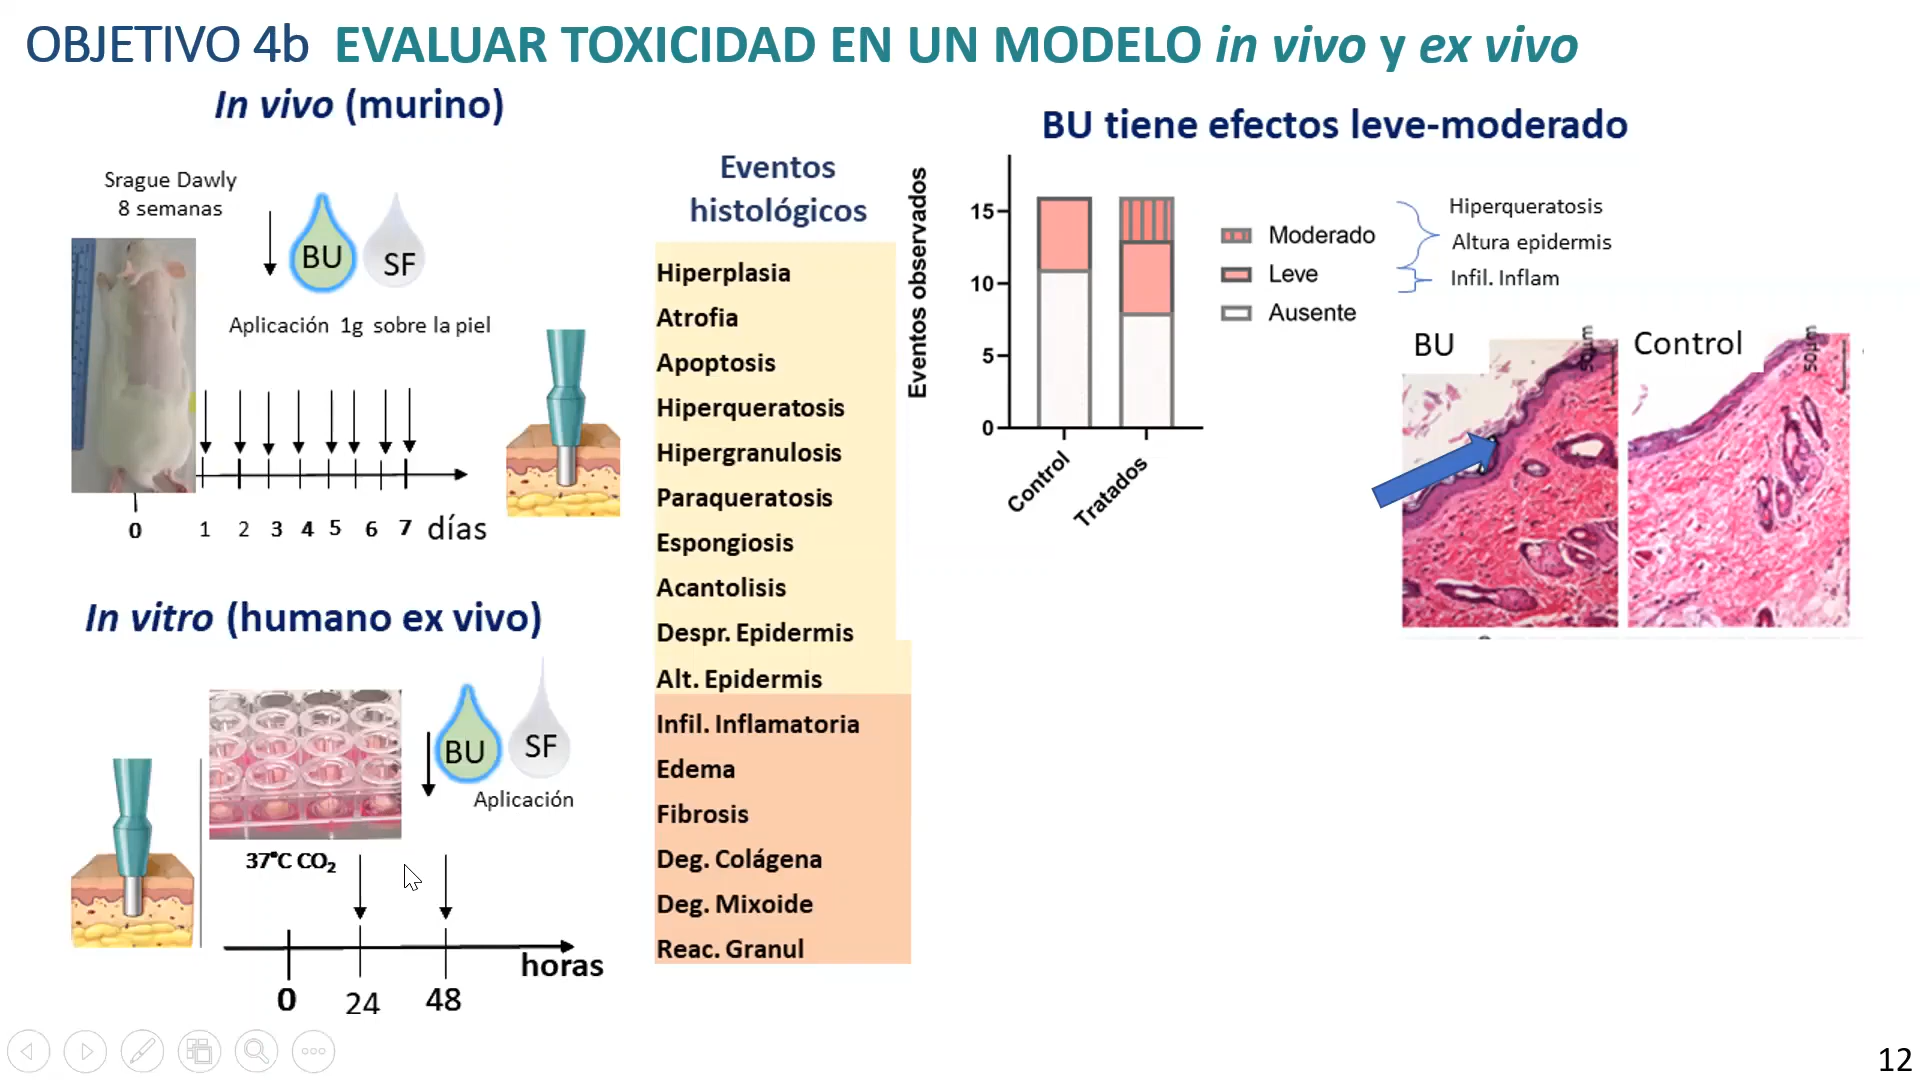 OBJETIVO 4b EVALUAR TOXICIDAD EN UN MODELO in vivo y ex vivo
In vivo (murino)
Srague Dawly
8 semanas
BU
SF
Aplicación 1g sobre la piel
0 1 2 3 4 5 6 7 días
In vitro (humano ex vivo)
BU
SF
Aplicación
37°C CO2
horas
0 24 48
Eventos
histológicos
Hiperplasia
Atrofia
Apoptosis
Hiperqueratosis
Hipergranulosis
Paraqueratosis
Espongiosis
Acantolisis
Despr. Epidermis
Alt. Epidermis
Infil. Inflamatoria
Edema
Fibrosis
Deg. Colágena
Deg. Mixoide
Reac. Granul
BU tiene efectos leve-moderado
Eventos observados
15
10
5
0
Control
Tratados
Moderado
Leve
Ausente
Hiperqueratosis
Altura epidermis
Infil. Inflam
BU
50µm
Control
50µm
12